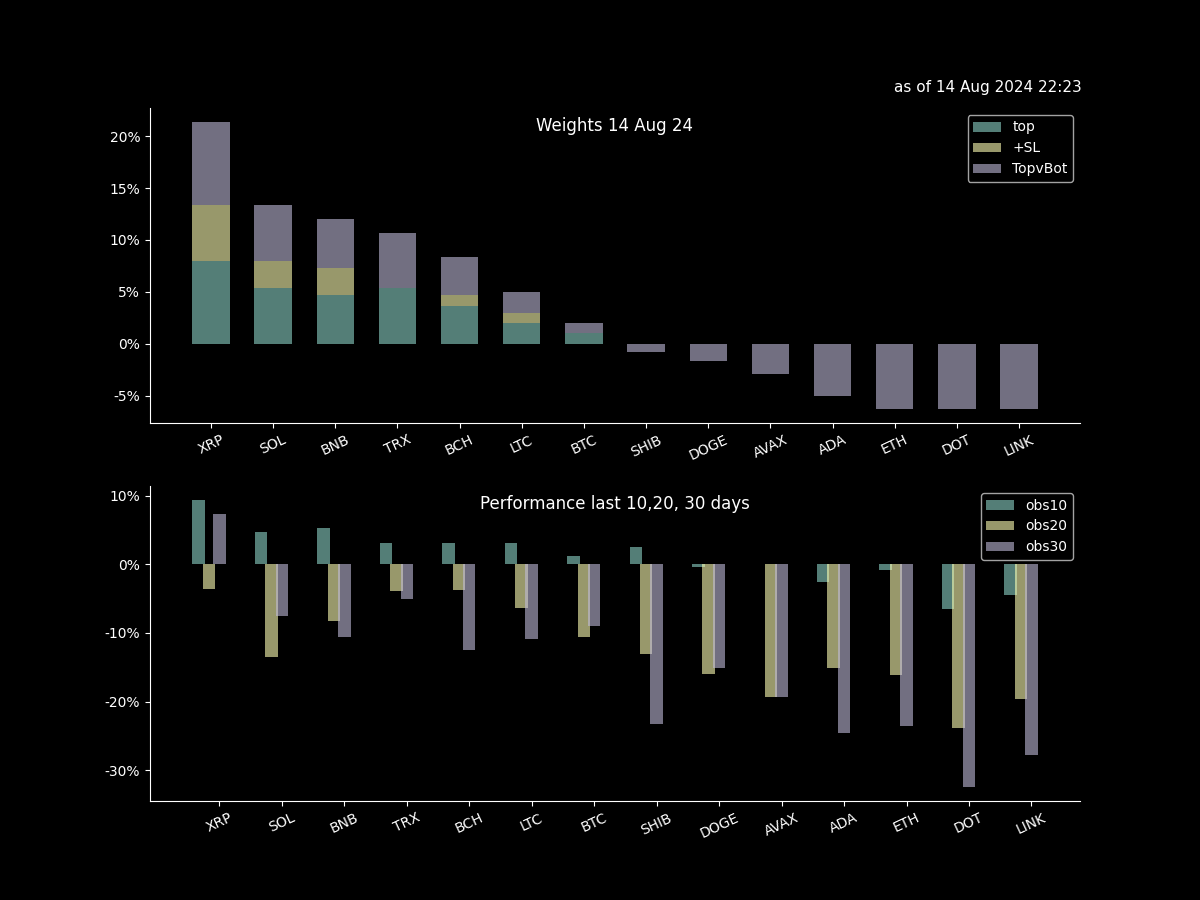 as of 14 Aug 2024 22:23
Weights 14 Aug 24
top
+SL
TopvBot
20%
15%
10%
5%
0%
-5%
XRP SOL BNB TRX BCH LTC BTC SHIB DOGE AVAX ADA ETH DOT LINK
Performance last 10,20, 30 days
obs10
obs20
obs30
10%
0%
-10%
-20%
-30%
XRP SOL BNB TRX BCH LTC BTC SHIB DOGE AVAX ADA ETH DOT LINK